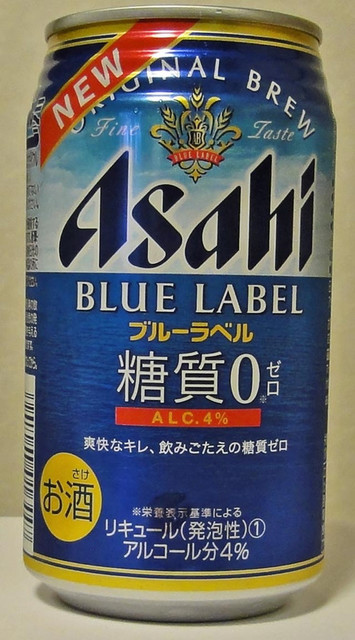 NEW
ORIGINAL BREW
Fine Taste
BLUE LABEL
Asahi
BLUE LABEL
ブルーラベル
糖質0※ ゼロ
ALC.4%
爽快なキレ、飲みごたえの糖質ゼロ
さけ
お酒
※栄養表示基準による
リキュール(発泡性)①
アルコール分4%